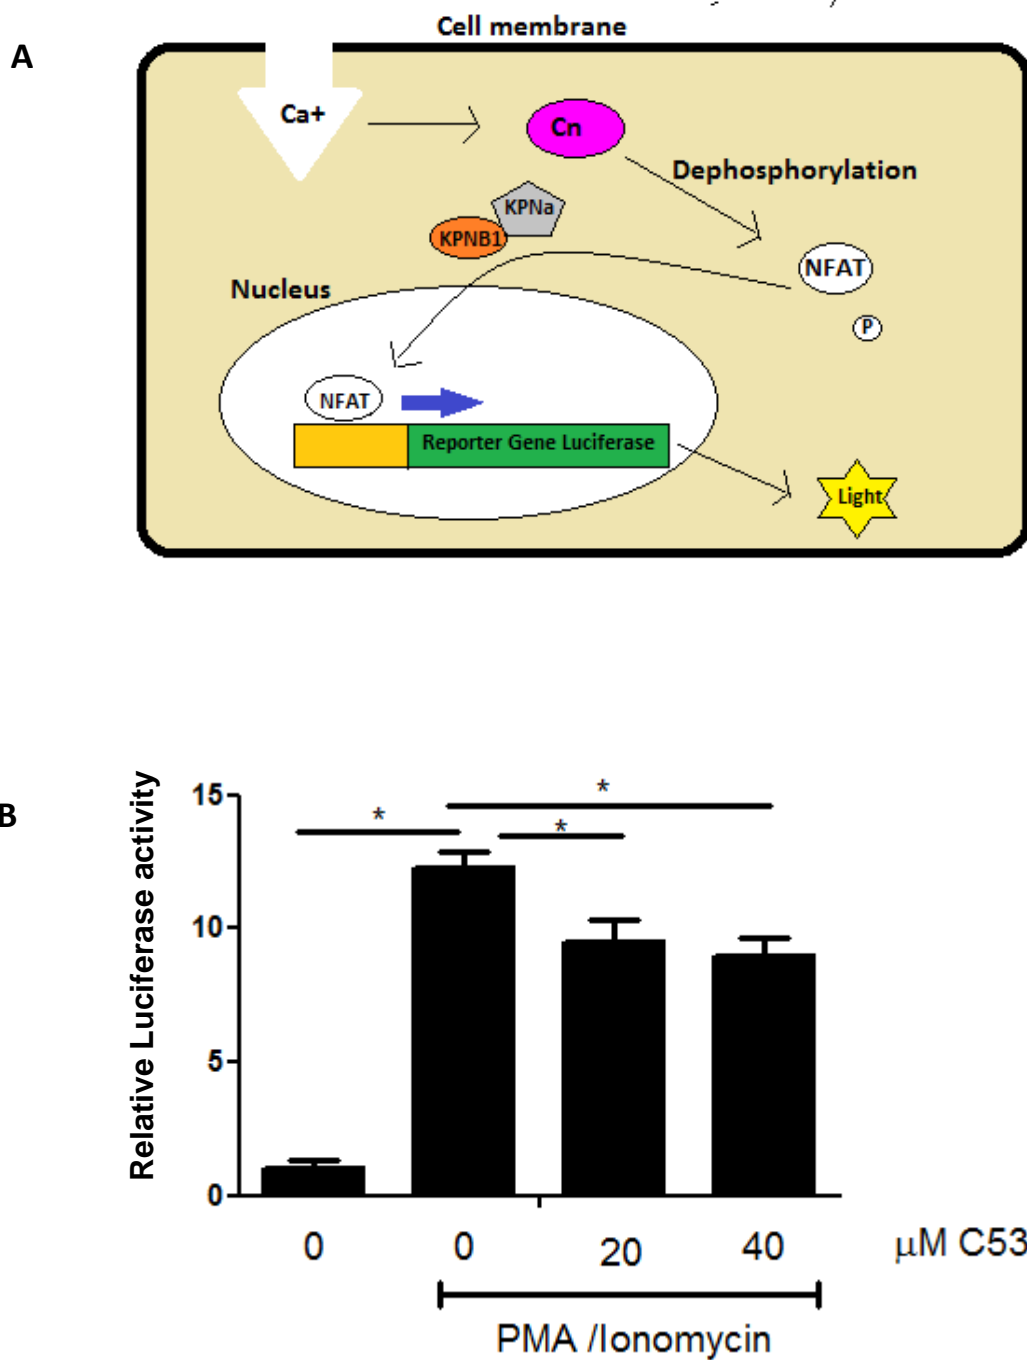 Cell membrane
A
Ca+
Cn
Dephosphorylation
KPNa
KPNB1
NFAT
Nucleus
P
NFAT
Reporter Gene Luciferase
Light
B
Relative Luciferase activity
15
10
5
0
*
*
*
0 0 20 40 μM C53
PMA /Ionomycin